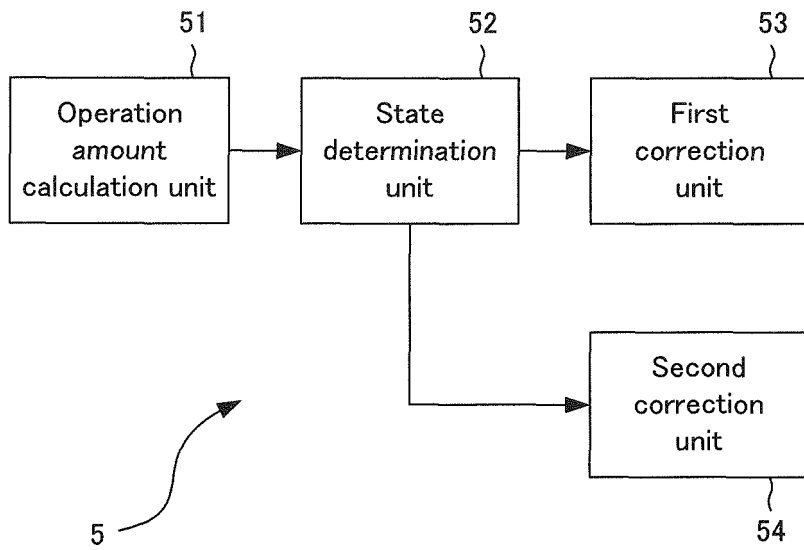 51
52
53
Operation
amount
calculation unit
State
determination
unit
First
correction
unit
Second
correction
unit
5
54